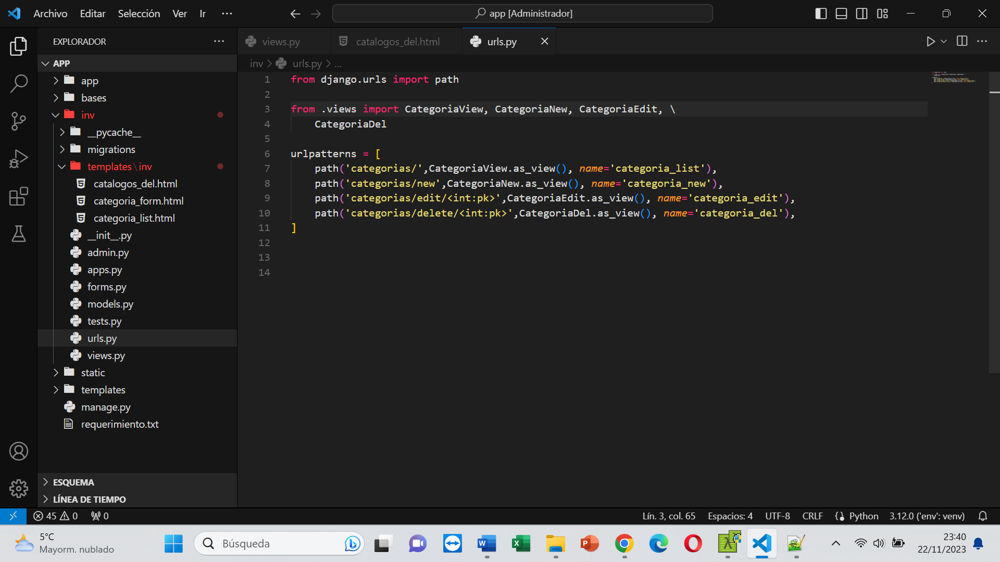 Archivo Editar Selección Ver Ir ··· app [Administrador]
EXPLORADOR ···
views.py catalogos_del.html urls.py
APP
inv > urls.py > ...
app
bases
inv
__pycache__
migrations
templates\inv
catalogos_del.html
categoria_form.html
categoria_list.html
__init__.py
admin.py
apps.py
forms.py
models.py
tests.py
urls.py
views.py
static
templates
manage.py
requerimiento.txt
ESQUEMA
LÍNEA DE TIEMPO
1 from django.urls import path
2
3 from .views import CategoriaView, CategoriaNew, CategoriaEdit, \
4     CategoriaDel
5
6 urlpatterns = [
7     path('categorias/',CategoriaView.as_view(), name='categoria_list'),
8     path('categorias/new',CategoriaNew.as_view(), name='categoria_new'),
9     path('categorias/edit/<int:pk>',CategoriaEdit.as_view(), name='categoria_edit'),
10     path('categorias/delete/<int:pk>',CategoriaDel.as_view(), name='categoria_del'),
11 ]
12
13
14
45 0 0 Lín. 3, col. 65 Espacios: 4 UTF-8 CRLF Python 3.12.0 ('env': venv)
5°C
Mayorm. nublado
Búsqueda
23:40
22/11/2023